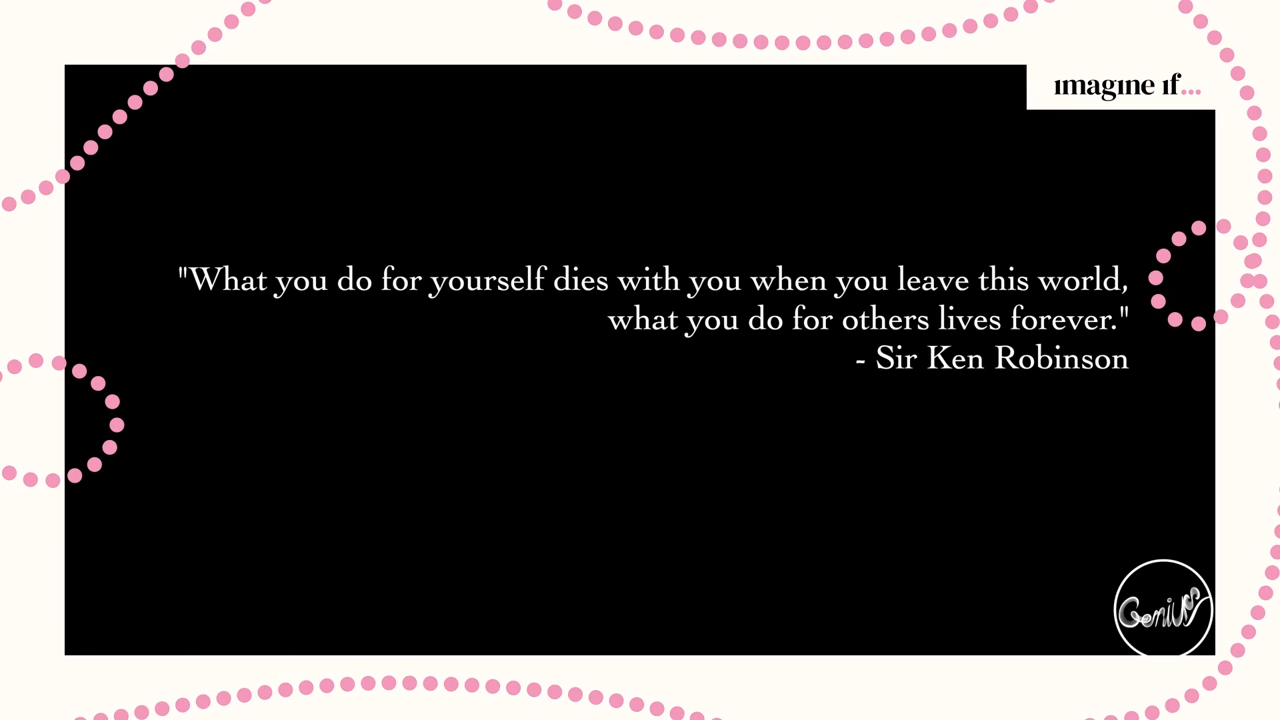 imagine if...
"What you do for yourself dies with you when you leave this world,
what you do for others lives forever."
- Sir Ken Robinson
Genius